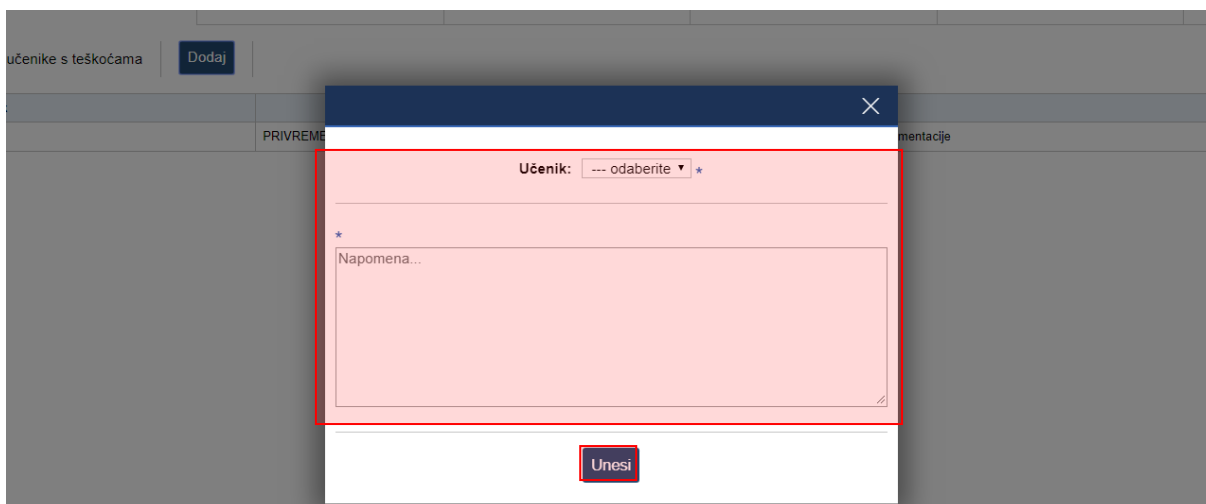 učenike s teškoćama
Dodaj
PRIVREME
mentacije
Učenik: --- odaberite *
*
Napomena...
Unesi